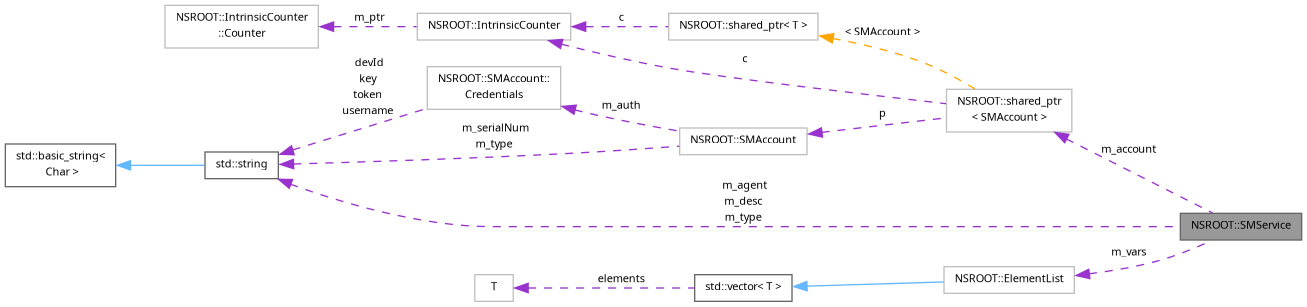 NSROOT::IntrinsicCounter
::Counter
m_ptr
NSROOT::IntrinsicCounter
c
NSROOT::shared_ptr< T >
< SMAccount >
c
devId
key
token
username
NSROOT::SMAccount::
Credentials
m_auth
NSROOT::shared_ptr
< SMAccount >
p
m_serialNum
m_type
NSROOT::SMAccount
std::basic_string<
Char >
std::string
m_account
m_agent
m_desc
m_type
NSROOT::SMService
m_vars
T
elements
std::vector< T >
NSROOT::ElementList